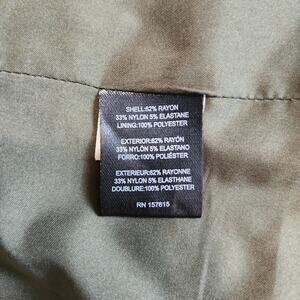 SHELL:62% RAYON
33% NYLON 5% ELASTANE
LINING:100% POLYESTER
EXTERIOR:62% RAYÓN
33% NYLÓN 5% ELASTANO
FORRO:100% POLIÉSTER
EXTERIEUR:62% RAYONNE
33% NYLON 5% ELASTHANE
DOUBLURE:100% POLYESTER
RN 157615